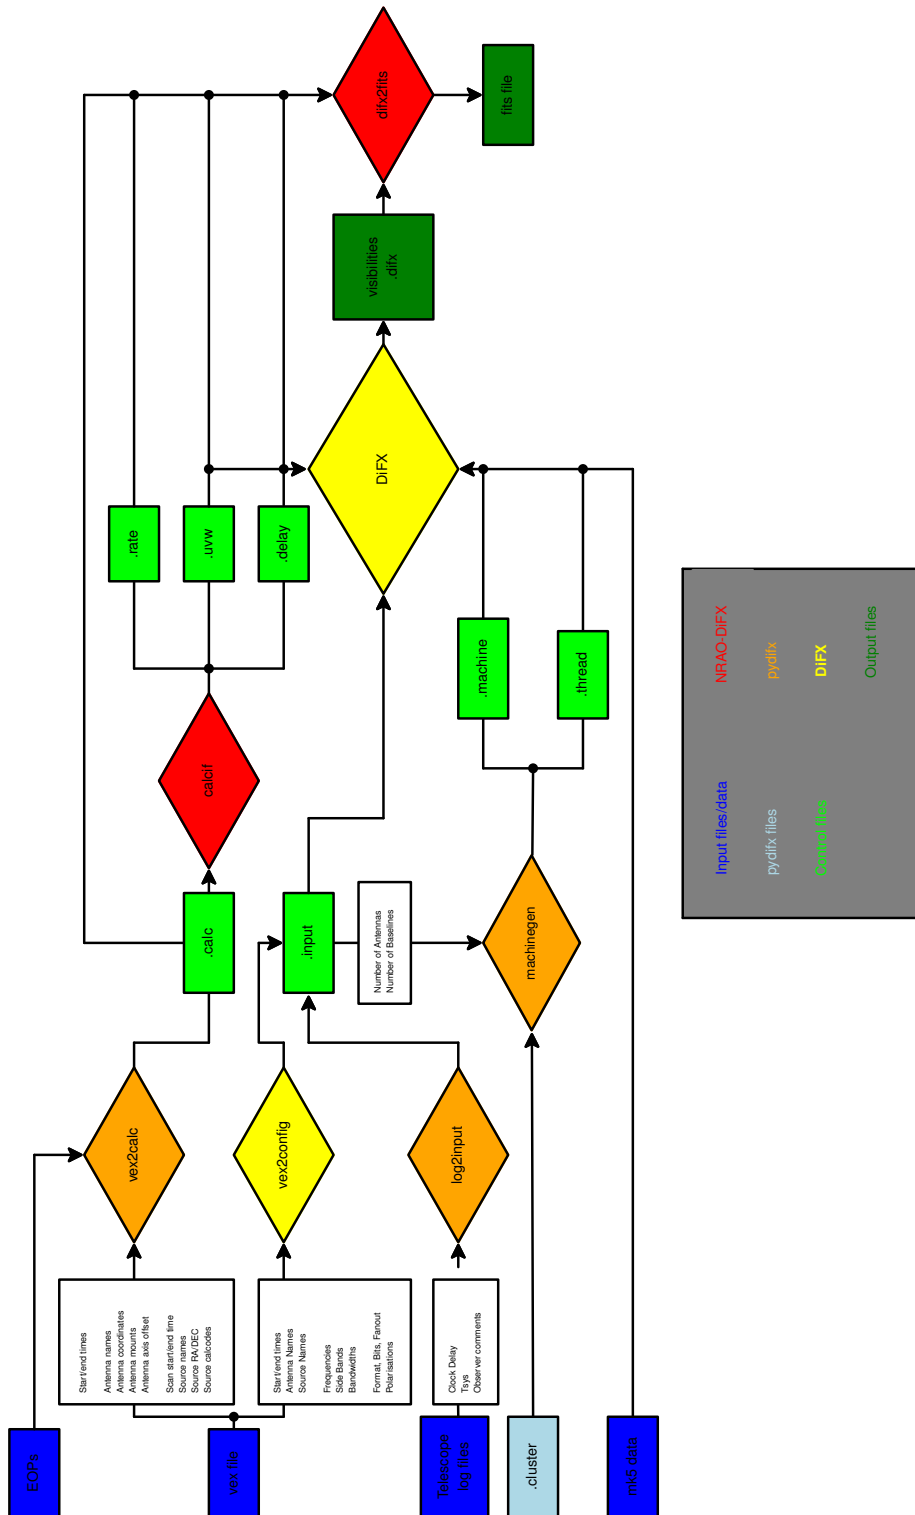 EOPs
vex file
Telescope
log files
.cluster
mk5 data
Start/end times
Antenna names
Antenna coordinates
Antenna mounts
Antenna axis offset
Scan start/end time
Source names
Source RA/DEC
Source calcodes
Start/end times
Antenna Names
Source Names
Frequencies
Side Bands
Bandwidths
Format, Bits, Fanout
Polarisations
Clock Delay
Tsys
Observer comments
vex2calc
vex2config
log2input
.calc
.input
Number of Antennas
Number of Baselines
machinegen
calcif
.machine
.thread
.rate
.uvw
.delay
DiFX
visibilities
.difx
difx2fits
fits file
Input files/data
NRAO-DiFX
pydifx files
pydifx
Control files
DiFX
Output files